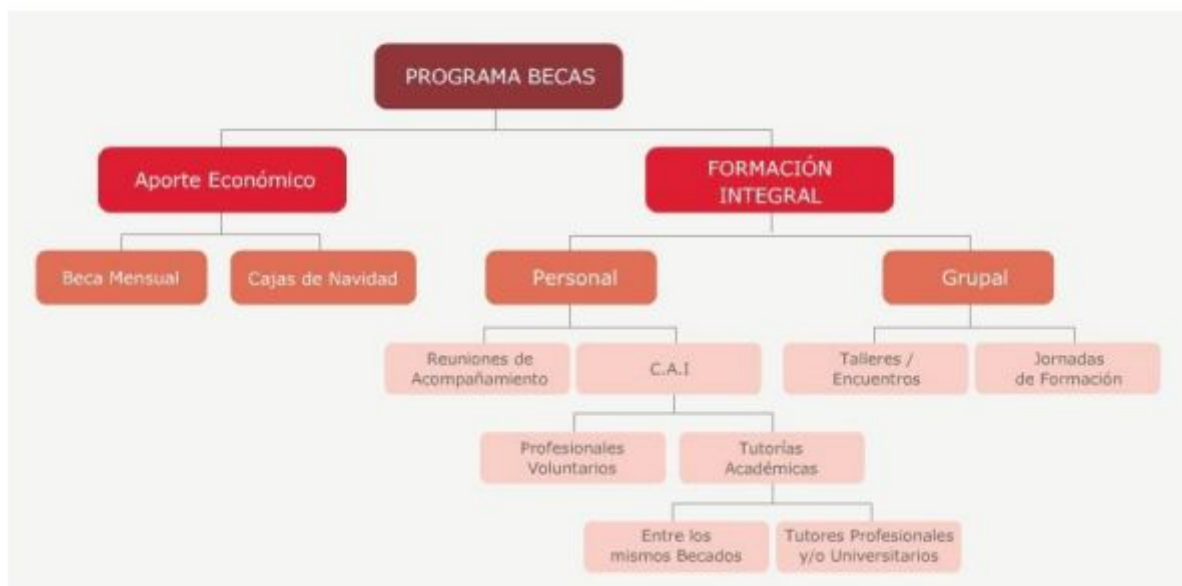 PROGRAMA BECAS
Aporte Económico
FORMACIÓN
INTEGRAL
Beca Mensual
Cajas de Navidad
Personal
Grupal
Reuniones de
Acompañamiento
C.A.I
Talleres /
Encuentros
Jornadas
de Formación
Profesionales
Voluntarios
Tutorías
Académicas
Entre los
mismos Becados
Tutores Profesionales
y/o Universitarios